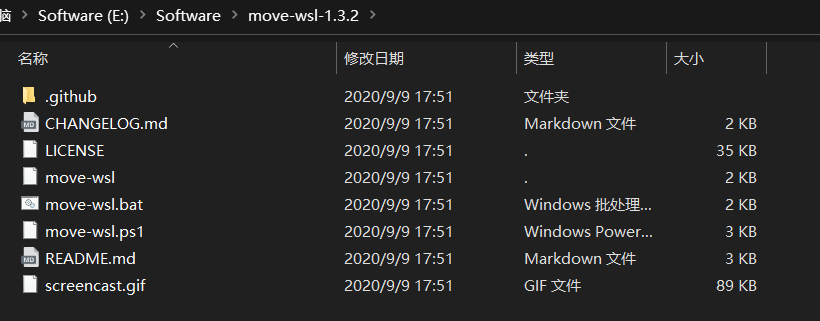 脑 > Software (E:) > Software > move-wsl-1.3.2 >
名称 修改日期 类型 大小
.github 2020/9/9 17:51 文件夹
CHANGELOG.md 2020/9/9 17:51 Markdown 文件 2 KB
LICENSE 2020/9/9 17:51 . 35 KB
move-wsl 2020/9/9 17:51 . 2 KB
move-wsl.bat 2020/9/9 17:51 Windows 批处理... 2 KB
move-wsl.ps1 2020/9/9 17:51 Windows Power... 3 KB
README.md 2020/9/9 17:51 Markdown 文件 3 KB
screencast.gif 2020/9/9 17:51 GIF 文件 89 KB